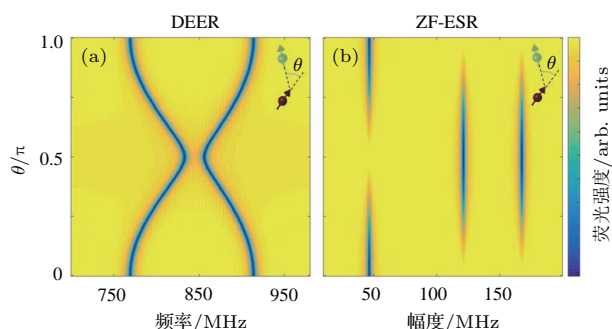 DEER
ZF-ESR
(a)
θ
(b)
θ
1.0
0.5
0
θ/π
750
850
950
频率/MHz
50
100
150
幅度/MHz
荧光强度/arb. units